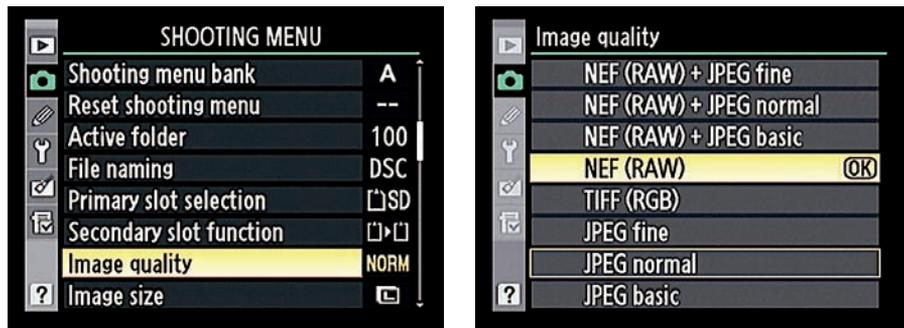 SHOOTING MENU
Shooting menu bank A
Reset shooting menu --
Active folder 100
File naming DSC
Primary slot selection SD
Secondary slot function
Image quality NORM
Image size L
?
Image quality
NEF (RAW) + JPEG fine
NEF (RAW) + JPEG normal
NEF (RAW) + JPEG basic
NEF (RAW) OK
TIFF (RGB)
JPEG fine
JPEG normal
JPEG basic
?